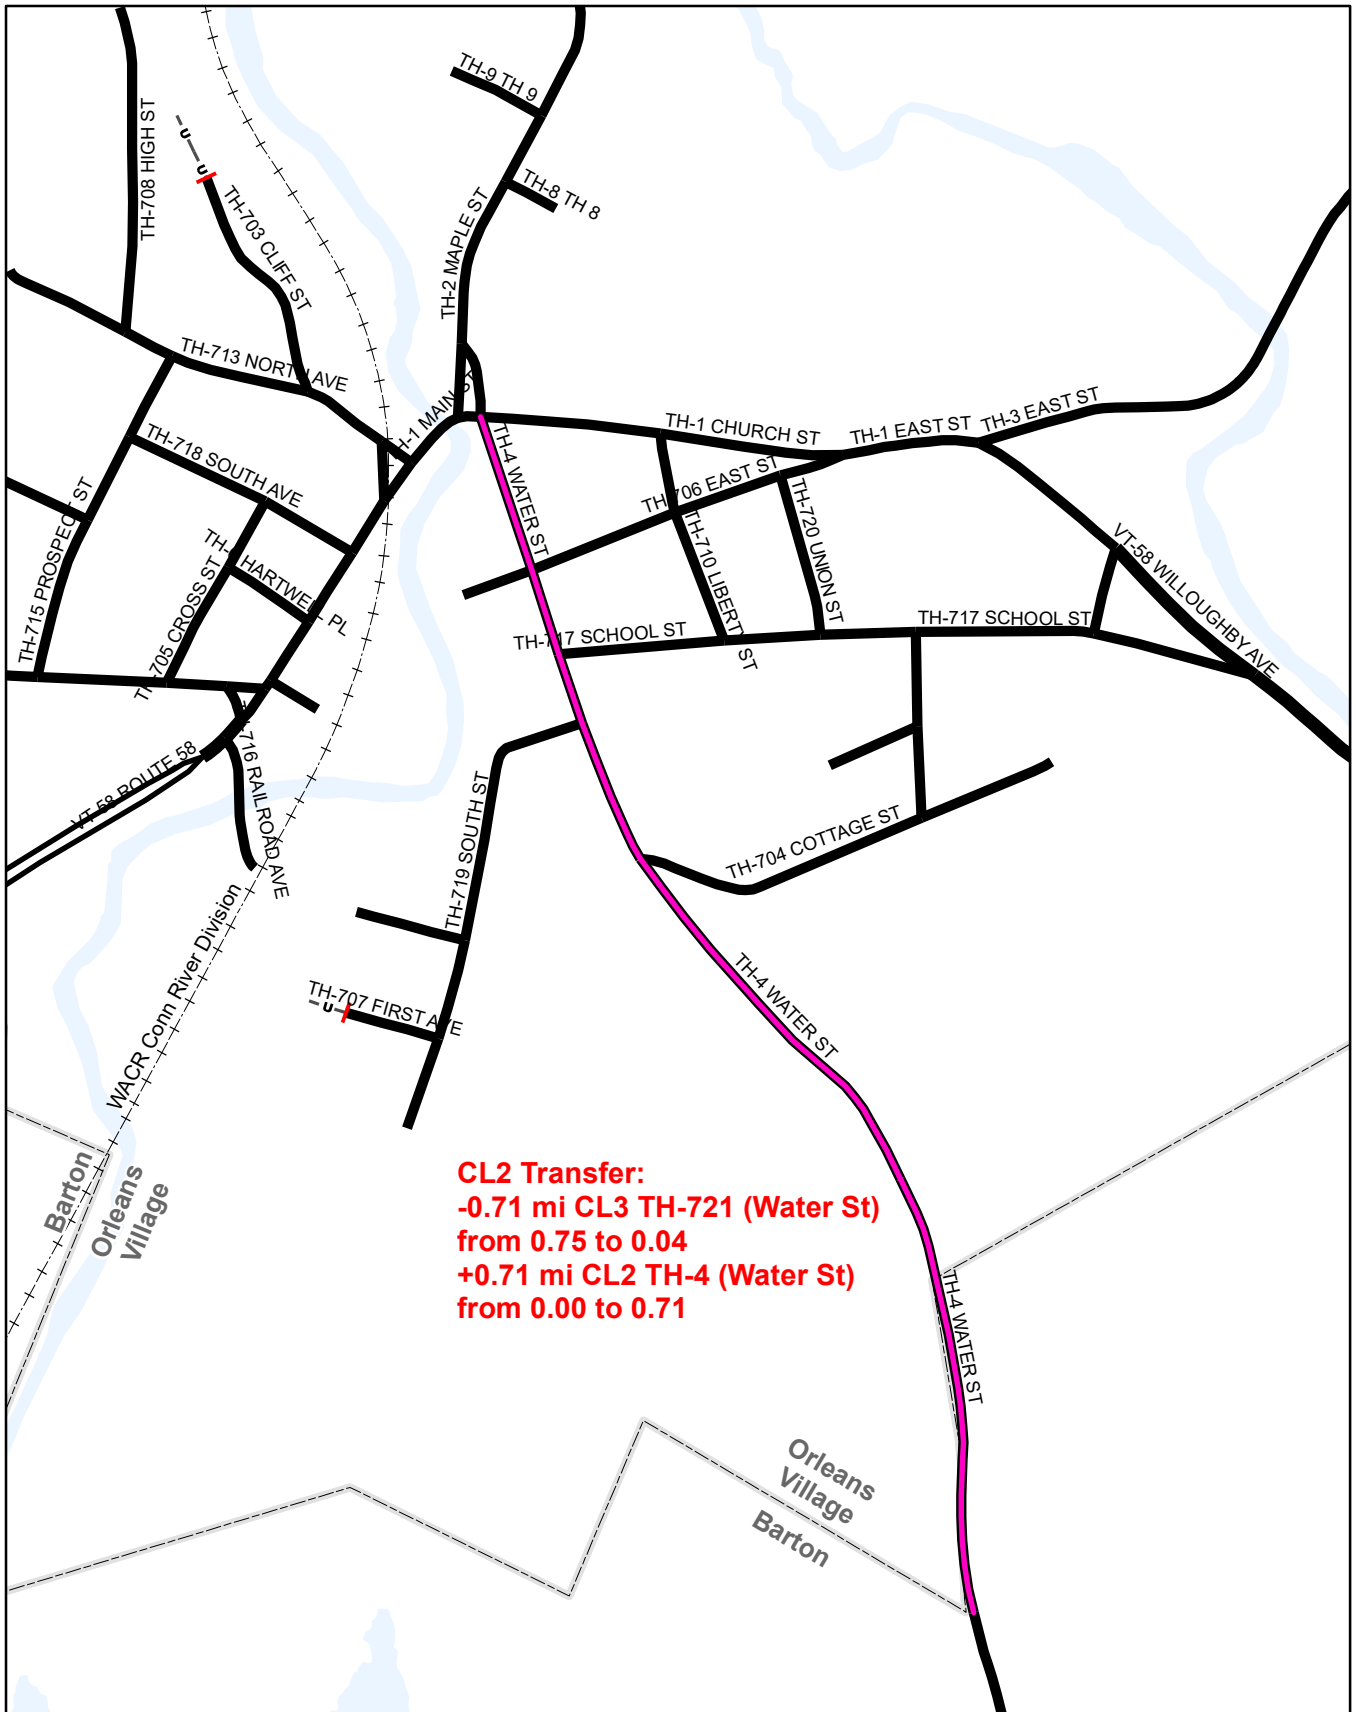 TH-9 TH 9
TH-708 HIGH ST
U
U
TH-8 TH 8
TH-703 CLIFF ST
TH-2 MAPLE ST
TH-713 NORTH AVE
TH-1 MAIN ST
TH-1 CHURCH ST
TH-1 EAST ST
TH-3 EAST ST
TH-718 SOUTH AVE
TH-4 WATER ST
TH-706 EAST ST
TH-720 UNION ST
TH-710 LIBERTY ST
VT-58 WILLOUGHBY AVE
TH-715 PROSPECT ST
HARTWELL PL
TH-705 CROSS ST
TH-717 SCHOOL ST
TH-717 SCHOOL ST
TH-716 RAILROAD AVE
VT-58 ROUTE 58
TH-719 SOUTH ST
TH-704 COTTAGE ST
WACR Conn River Division
TH-4 WATER ST
TH-707 FIRST AVE
U
Barton
Orleans
Village
CL2 Transfer:
-0.71 mi CL3 TH-721 (Water St)
from 0.75 to 0.04
+0.71 mi CL2 TH-4 (Water St)
from 0.00 to 0.71
TH-4 WATER ST
Orleans
Village
Barton